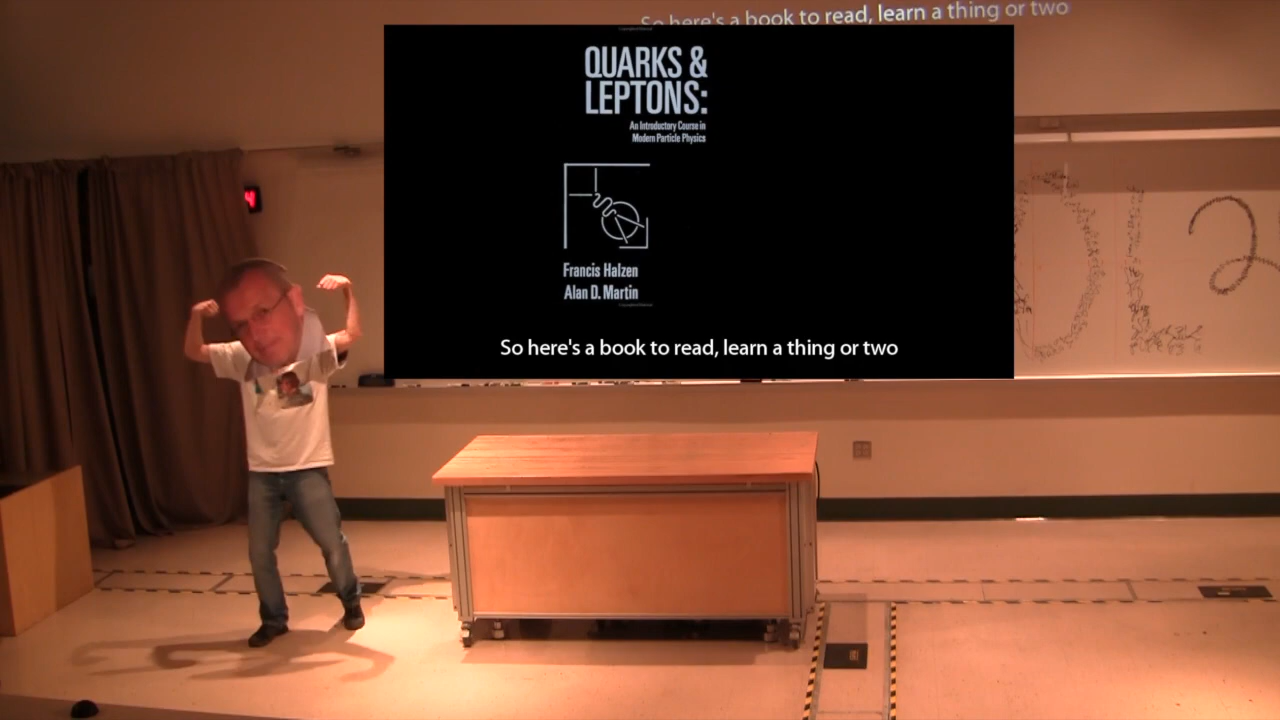 So here's a book to read, learn a thing or two
QUARKS &
LEPTONS:
An Introductory Course in
Modern Particle Physics
Francis Halzen
Alan D. Martin
So here's a book to read, learn a thing or two
DL2